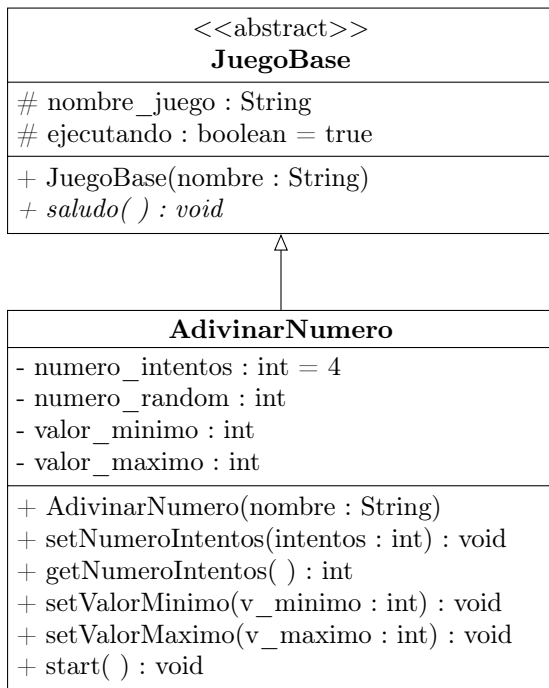 <<abstract>>
JuegoBase
# nombre_juego : String
# ejecutando : boolean = true
+ JuegoBase(nombre : String)
+ saludo( ) : void
AdivinarNumero
- numero_intentos : int = 4
- numero_random : int
- valor_minimo : int
- valor_maximo : int
+ AdivinarNumero(nombre : String)
+ setNumeroIntentos(intentos : int) : void
+ getNumeroIntentos( ) : int
+ setValorMinimo(v_minimo : int) : void
+ setValorMaximo(v_maximo : int) : void
+ start( ) : void